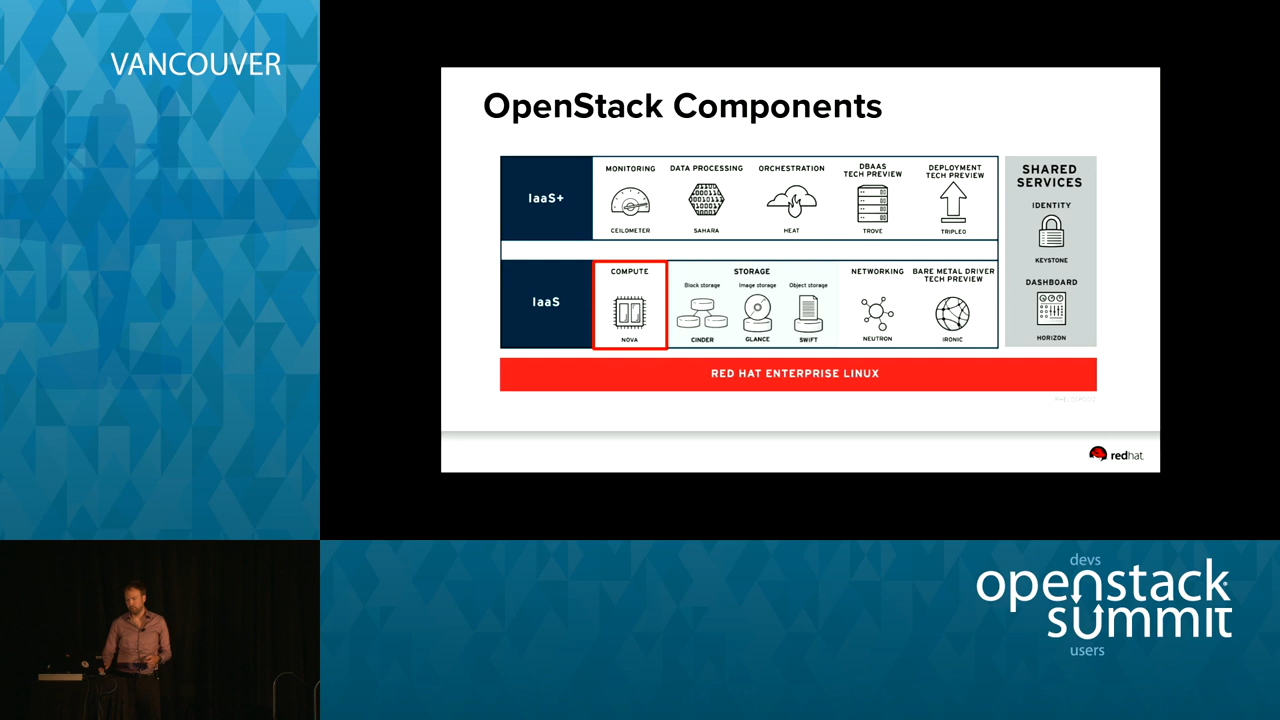 VANCOUVER
OpenStack Components
IaaS+
MONITORING
CEILOMETER
DATA PROCESSING
SAHARA
ORCHESTRATION
HEAT
DBAAS
TECH PREVIEW
TROVE
DEPLOYMENT
TECH PREVIEW
TRIPLEO
IaaS
COMPUTE
NOVA
STORAGE
Block storage
CINDER
Image storage
GLANCE
Object storage
SWIFT
NETWORKING
NEUTRON
BARE METAL DRIVER
TECH PREVIEW
IRONIC
SHARED
SERVICES
IDENTITY
KEYSTONE
DASHBOARD
HORIZON
RED HAT ENTERPRISE LINUX
redhat
devs
openstack
summit
users